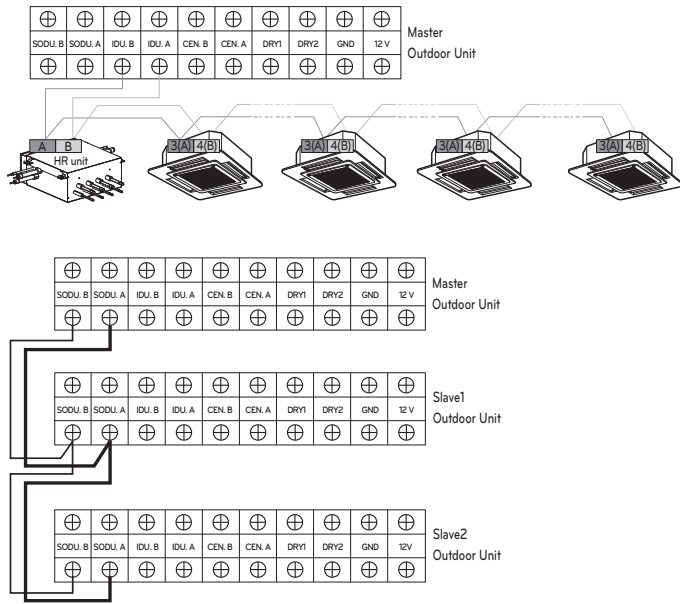 Master
Outdoor Unit
SODU. B SODU. A IDU. B IDU. A CEN. B CEN. A DRY1 DRY2 GND 12 V
A B
HR unit
3(A) 4(B) 3(A) 4(B) 3(A) 4(B) 3(A) 4(B)
Master
Outdoor Unit
SODU. B SODU. A IDU. B IDU. A CEN. B CEN. A DRY1 DRY2 GND 12 V
Slave1
Outdoor Unit
SODU. B SODU. A IDU. B IDU. A CEN. B CEN. A DRY1 DRY2 GND 12 V
Slave2
Outdoor Unit
SODU. B SODU. A IDU. B IDU. A CEN. B CEN. A DRY1 DRY2 GND 12V